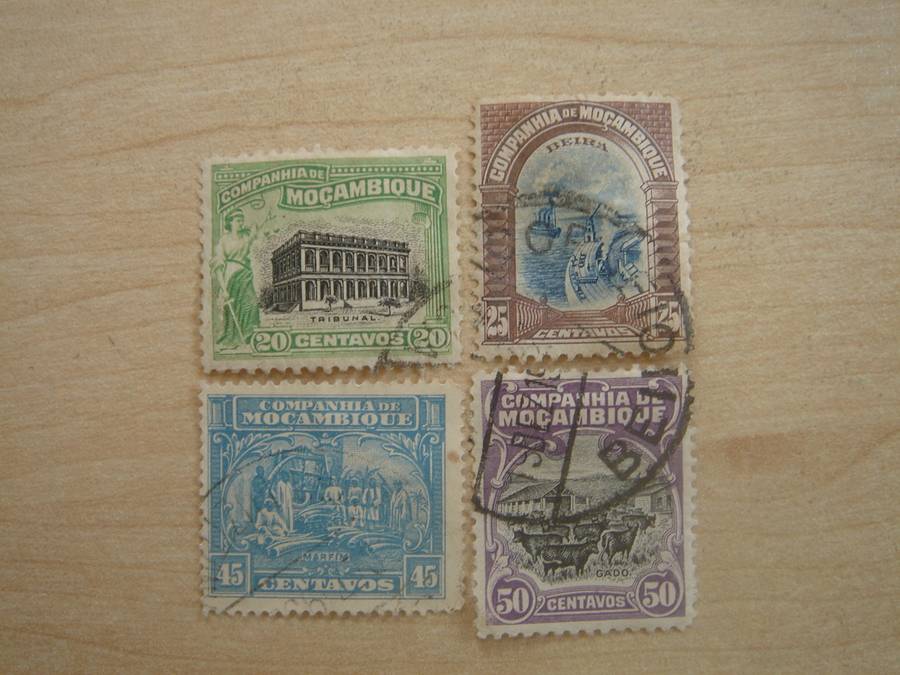 COMPANHIA DE
MOÇAMBIQUE
TRIBUNAL.
20 CENTAVOS 20
COMPANHIA DE MOÇAMBIQUE
BEIRA
25 CENTAVOS 25
COMPANHIA DE
MOÇAMBIQUE
MARFIM
45 CENTAVOS 45
COMPANHIA DE
MOÇAMBIQUE
GADO.
50 CENTAVOS 50